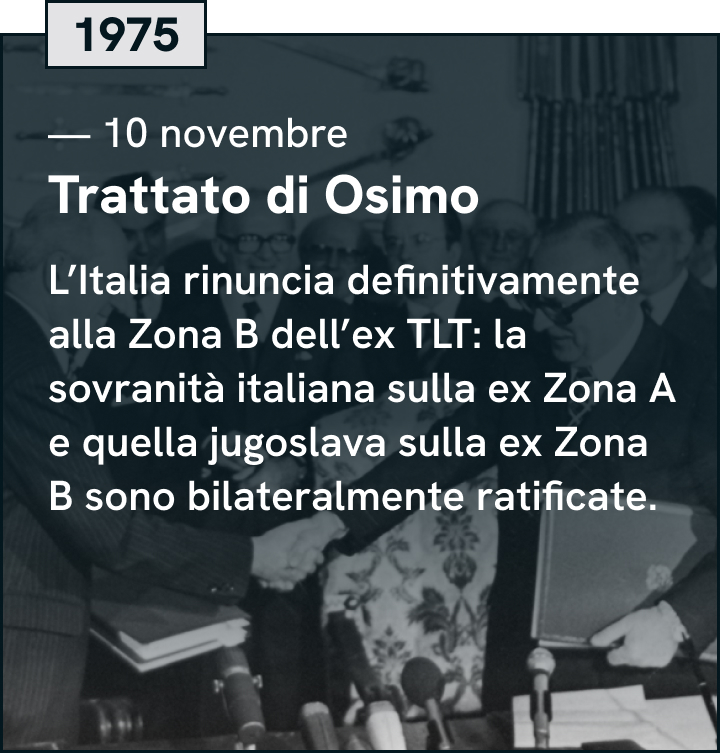 1975
— 10 novembre
Trattato di Osimo
L’Italia rinuncia definitivamente
alla Zona B dell’ex TLT: la
sovranità italiana sulla ex Zona A
e quella jugoslava sulla ex Zona
B sono bilateralmente ratificate.